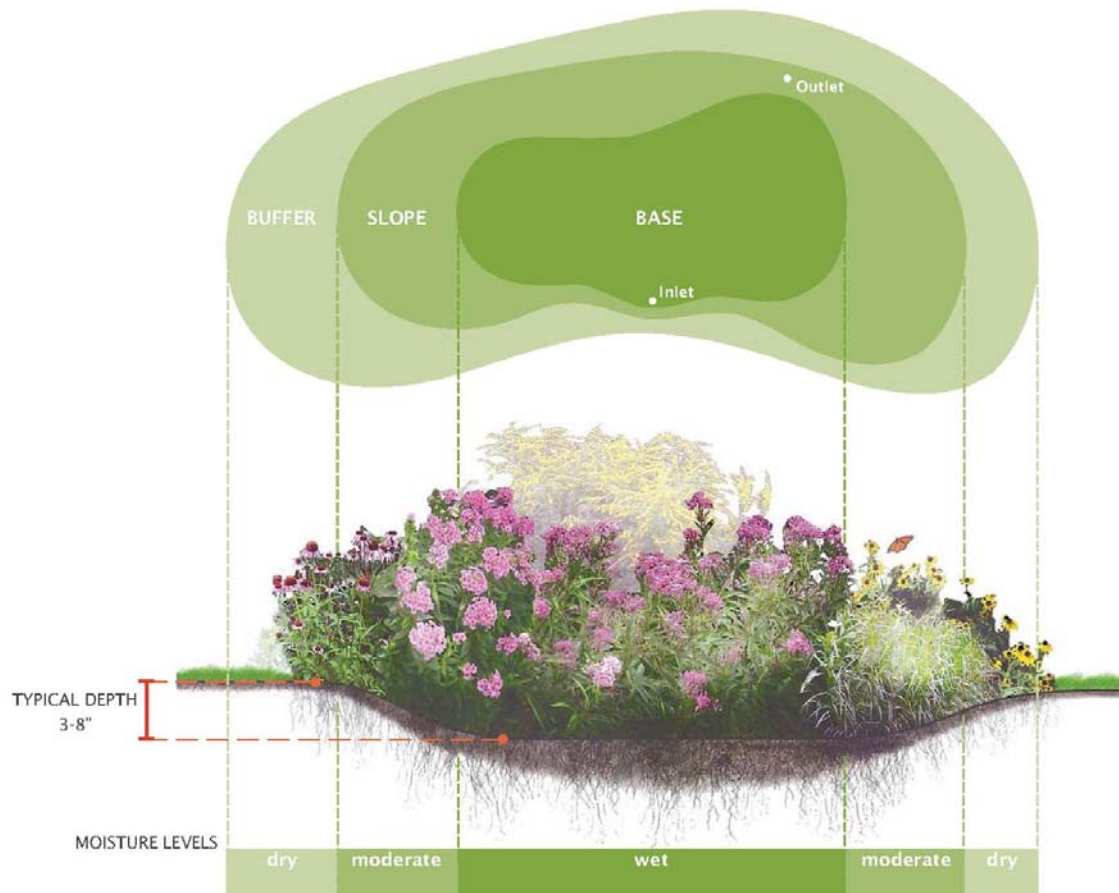 Outlet
BUFFER
SLOPE
BASE
Inlet
TYPICAL DEPTH
3-8"
MOISTURE LEVELS
dry
moderate
wet
moderate
dry